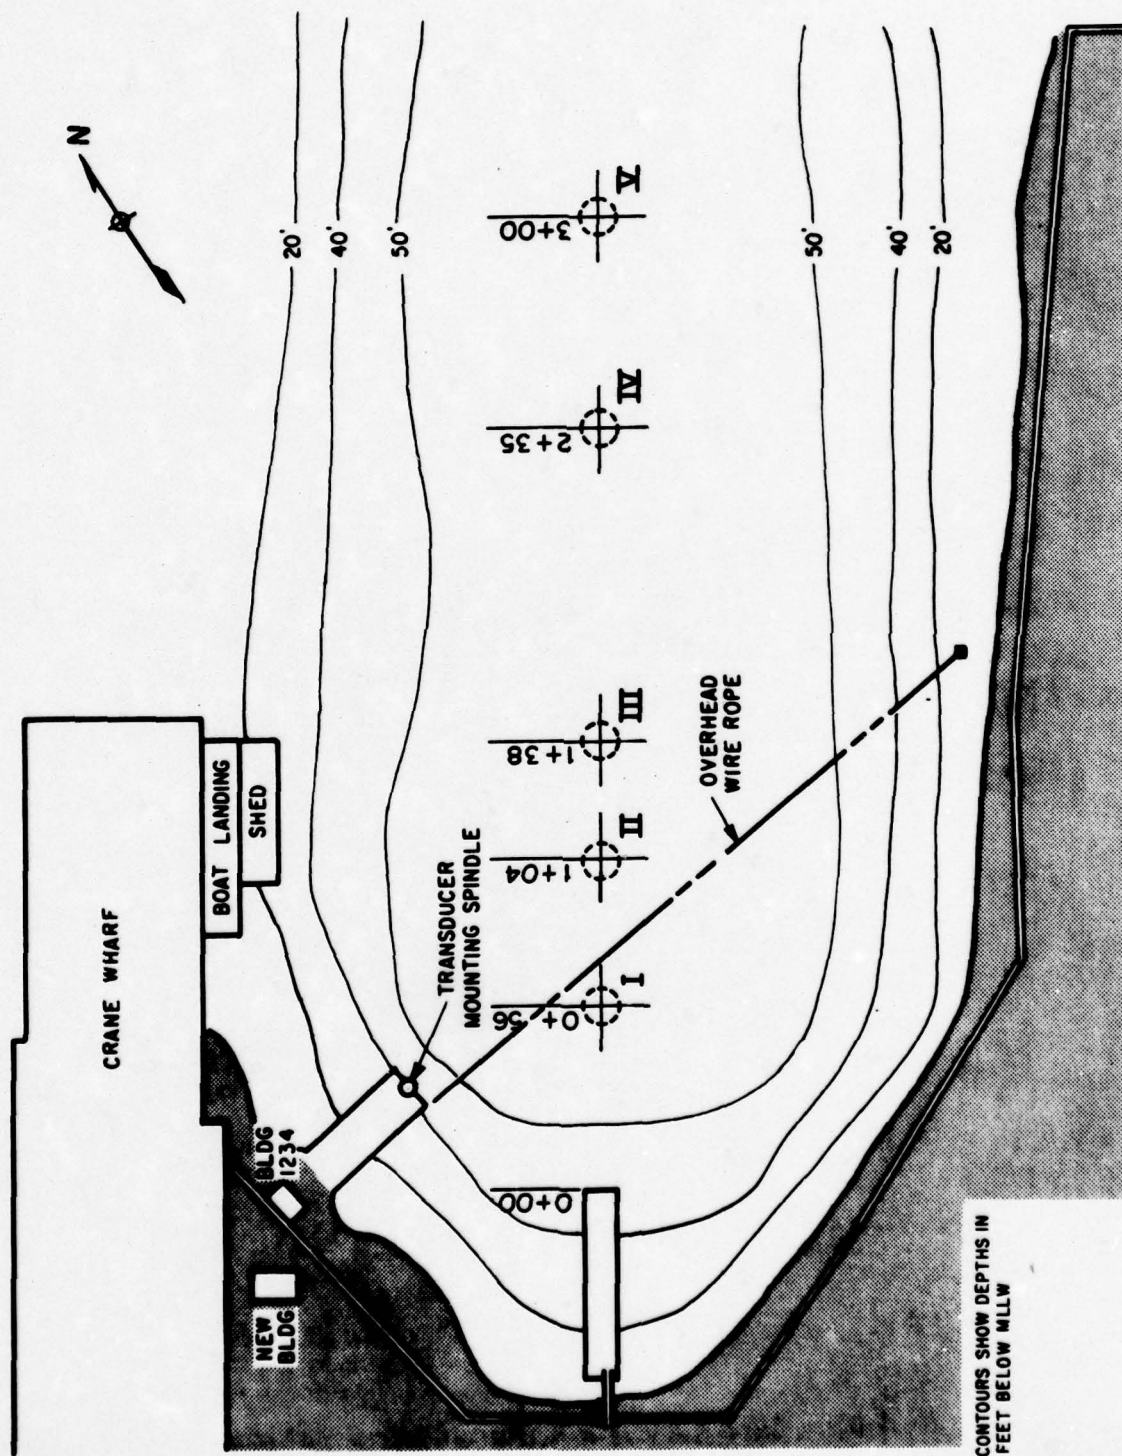 N
CRANE WHARF
BOAT LANDING
SHED
BLDG
1234
NEW
BLDG
TRANSDUCER
MOUNTING SPINDLE
OVERHEAD
WIRE ROPE
20'
40'
50'
50'
40'
20'
0+00
0+56
I
1+04
II
1+38
III
2+35
IV
3+00
V
CONTOURS SHOW DEPTHS IN
FEET BELOW MLLW